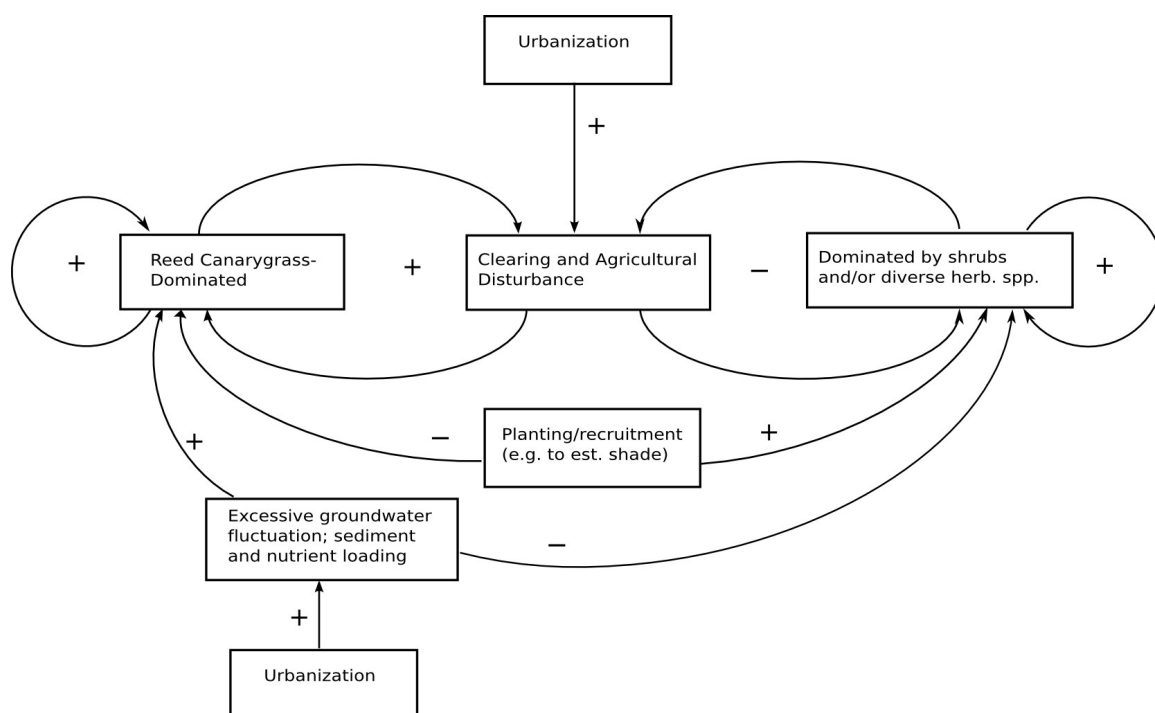 Urbanization
+
+
Reed Canarygrass-
Dominated
+
Clearing and Agricultural
Disturbance
−
Dominated by shrubs
and/or diverse herb. spp.
+
−
Planting/recruitment
(e.g. to est. shade)
+
+
Excessive groundwater
fluctuation; sediment
and nutrient loading
−
+
Urbanization